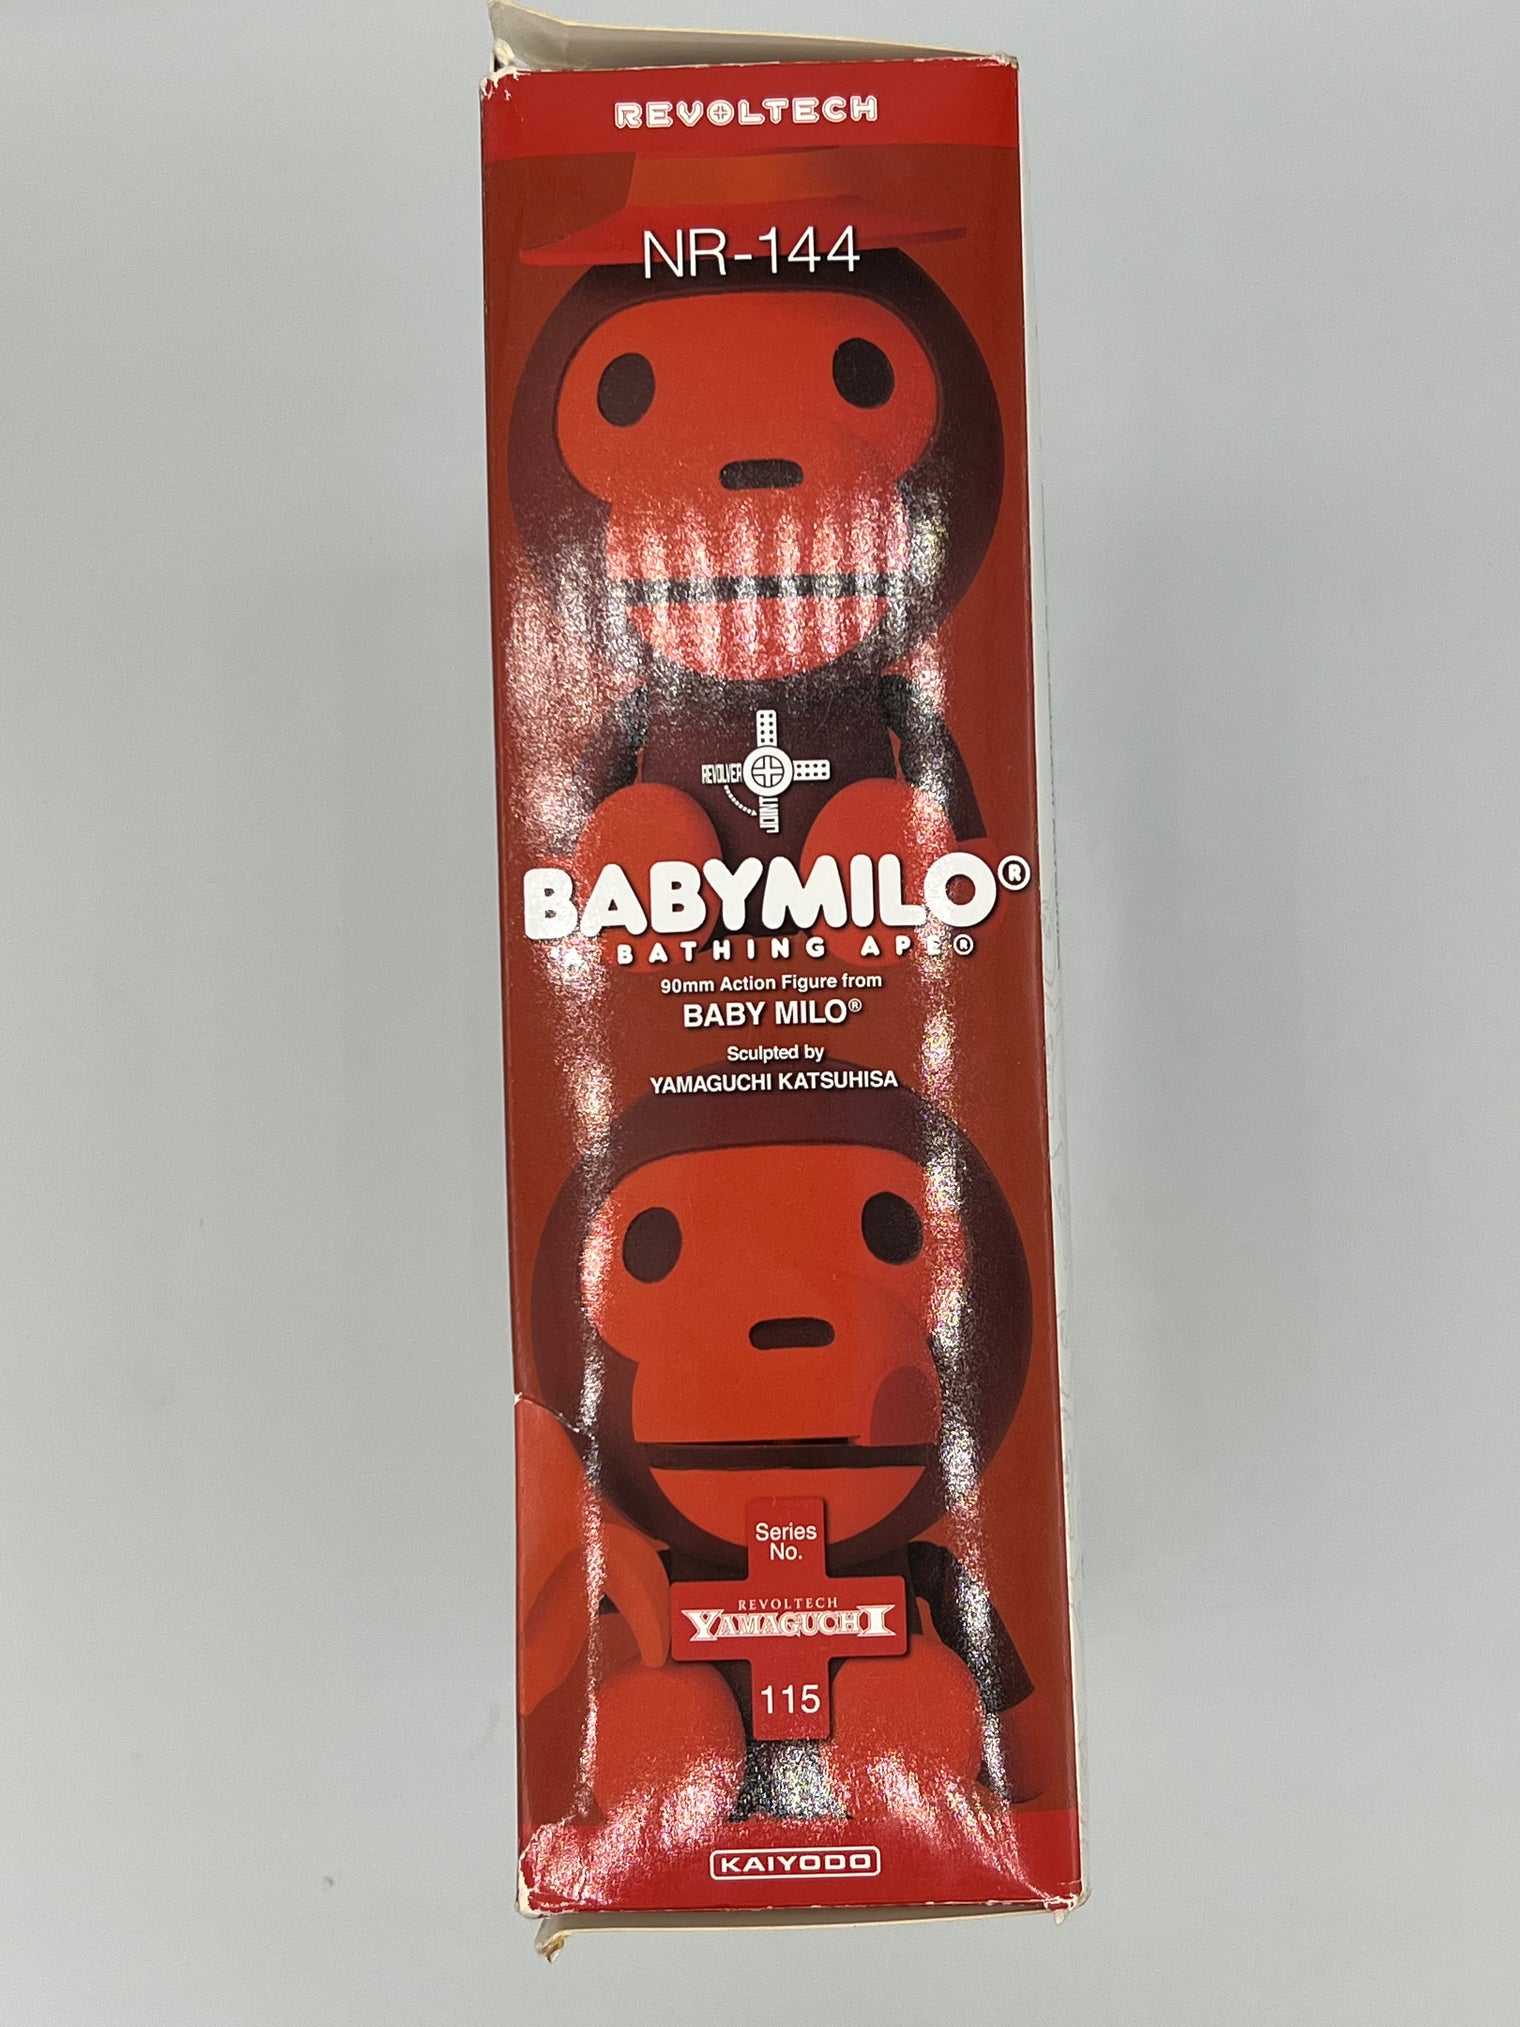 REVOLTECH
NR-144
REVOLVER
JOINT
BABYMILO®
A BATHING APE®
90mm Action Figure from
BABY MILO®
Sculpted by
YAMAGUCHI KATSUHISA
Series
No.
REVOLTECH
YAMAGUCHI
115
KAIYODO